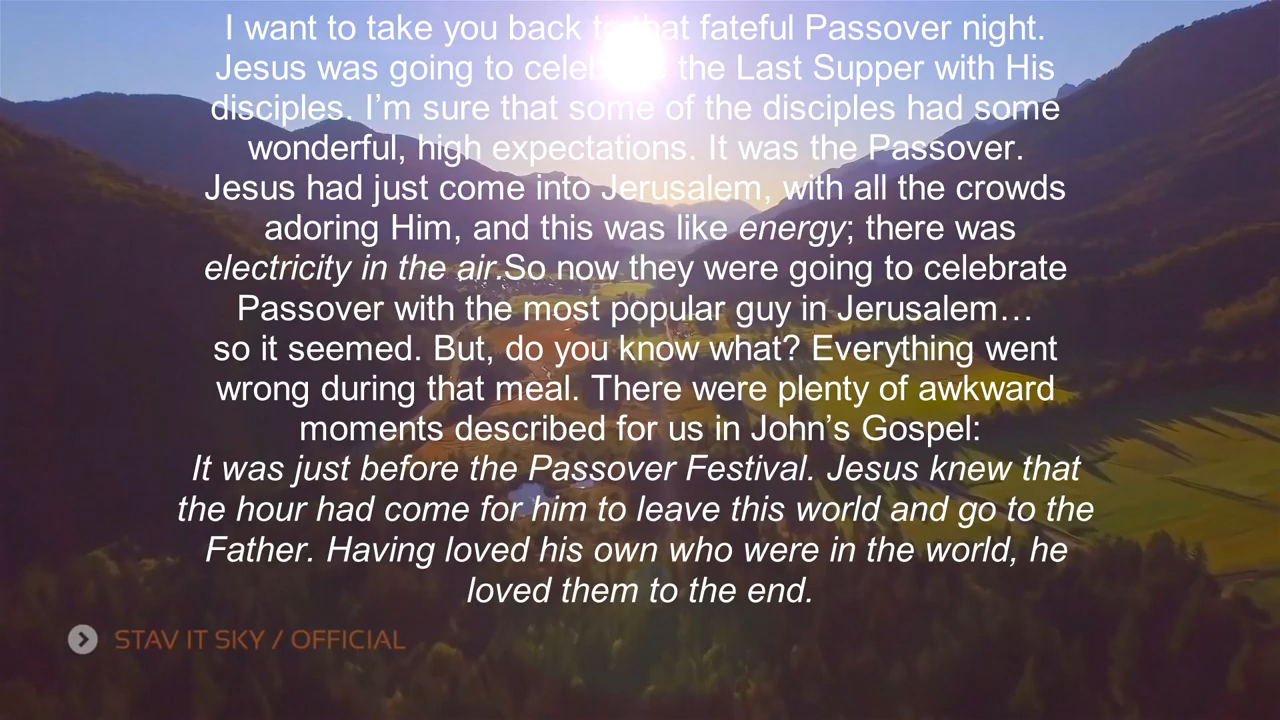 I want to take you back to that fateful Passover night.
Jesus was going to celebrate the Last Supper with His
disciples. I’m sure that some of the disciples had some
wonderful, high expectations. It was the Passover.
Jesus had just come into Jerusalem, with all the crowds
adoring Him, and this was like energy; there was
electricity in the air.So now they were going to celebrate
Passover with the most popular guy in Jerusalem…
so it seemed. But, do you know what? Everything went
wrong during that meal. There were plenty of awkward
moments described for us in John’s Gospel:
It was just before the Passover Festival. Jesus knew that
the hour had come for him to leave this world and go to the
Father. Having loved his own who were in the world, he
loved them to the end.
STAV IT SKY / OFFICIAL